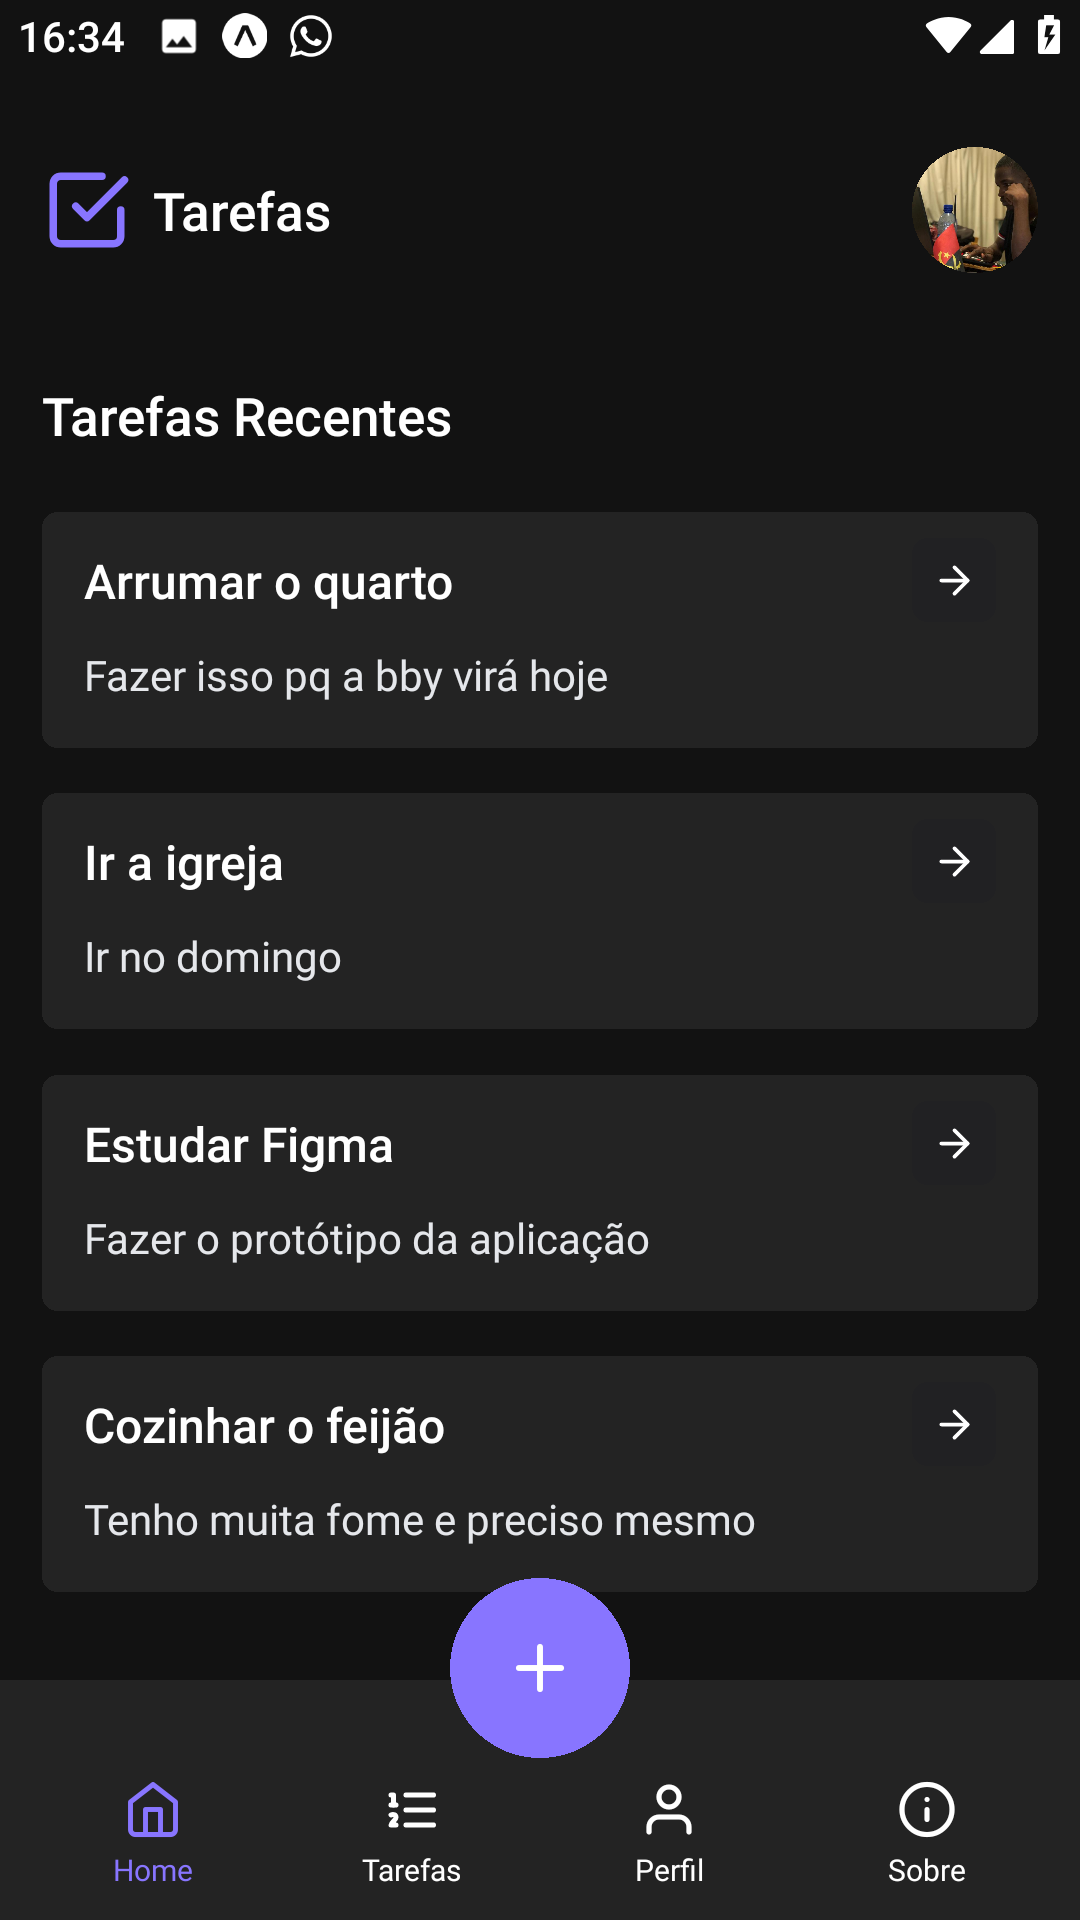 16:34
Tarefas
Tarefas Recentes
Arrumar o quarto
Fazer isso pq a bby virá hoje
Ir a igreja
Ir no domingo
Estudar Figma
Fazer o protótipo da aplicação
Cozinhar o feijão
Tenho muita fome e preciso mesmo
Home
Tarefas
Perfil
Sobre